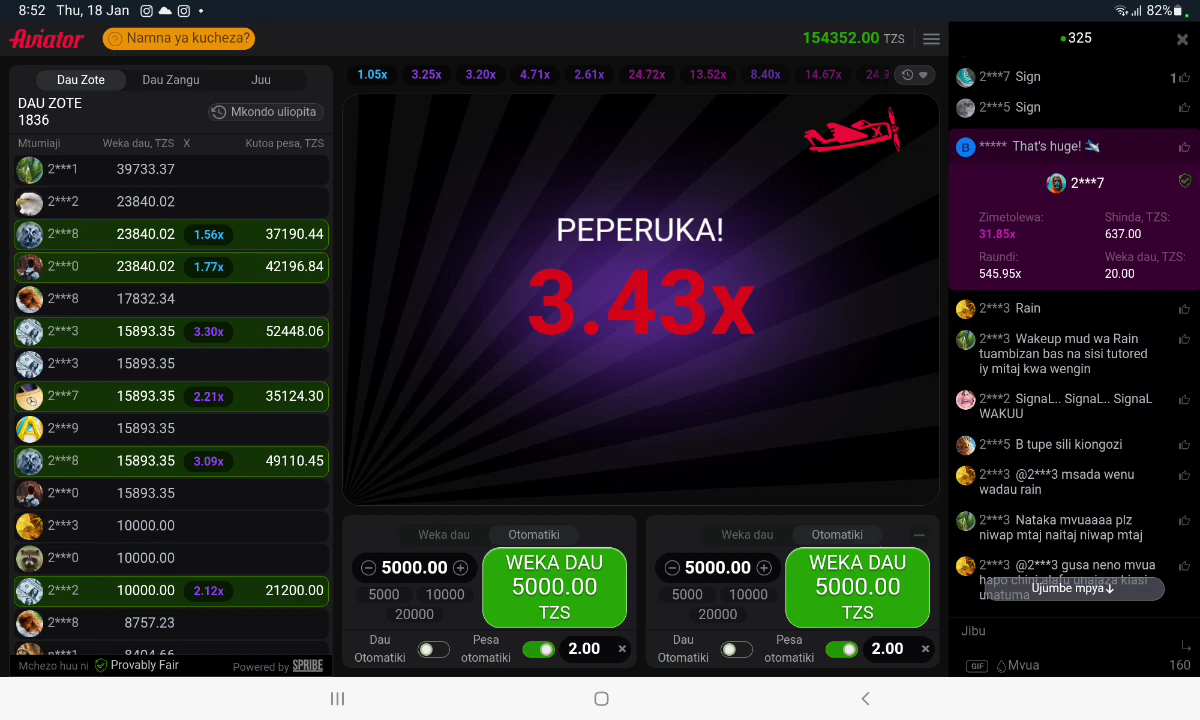 8:52 Thu, 18 Jan
82%
Aviator
Namna ya kucheza?
154352.00 TZS
325
Dau Zote
Dau Zangu
Juu
DAU ZOTE
1836
Mkondo uliopita
Mtumiaji Weka dau, TZS X Kutoa pesa, TZS
2***1 39733.37
2***2 23840.02
2***8 23840.02 1.56x 37190.44
2***0 23840.02 1.77x 42196.84
2***8 17832.34
2***3 15893.35 3.30x 52448.06
2***3 15893.35
2***7 15893.35 2.21x 35124.30
2***9 15893.35
2***8 15893.35 3.09x 49110.45
2***0 15893.35
2***3 10000.00
2***0 10000.00
2***2 10000.00 2.12x 21200.00
2***8 8757.23
n***1 8404.66
Mchezo huu ni Provably Fair
Powered by SPRIBE
1.05x 3.25x 3.20x 4.71x 2.61x 24.72x 13.52x 8.40x 14.67x 24.9
PEPERUKA!
3.43x
Weka dau Otomatiki
5000.00
5000 10000
20000
WEKA DAU
5000.00
TZS
Dau
Otomatiki
Pesa
otomatiki
2.00
Weka dau Otomatiki
5000.00
5000 10000
20000
WEKA DAU
5000.00
TZS
Dau
Otomatiki
Pesa
otomatiki
2.00
2***7 Sign
1
2***5 Sign
B ***** That's huge! 🛬
2***7
Zimetolewa: Shinda, TZS:
31.85x 637.00
Raundi: Weka dau, TZS:
545.95x 20.00
2***3 Rain
2***3 Wakeup mud wa Rain
tuambizan bas na sisi tutored
iy mitaj kwa wengin
2***2 SignaL.. SignaL.. SignaL
WAKUU
2***5 B tupe sili kiongozi
2***3 @2***3 msada wenu
wadau rain
2***3 Nataka mvuaaaa plz
niwap mtaj naitaj niwap mtaj
2***3 @2***3 gusa neno mvua
hapo chini alafu unajaza kiasi
unatuma
Ujumbe mpya↓
Jibu
GIF Mvua
160